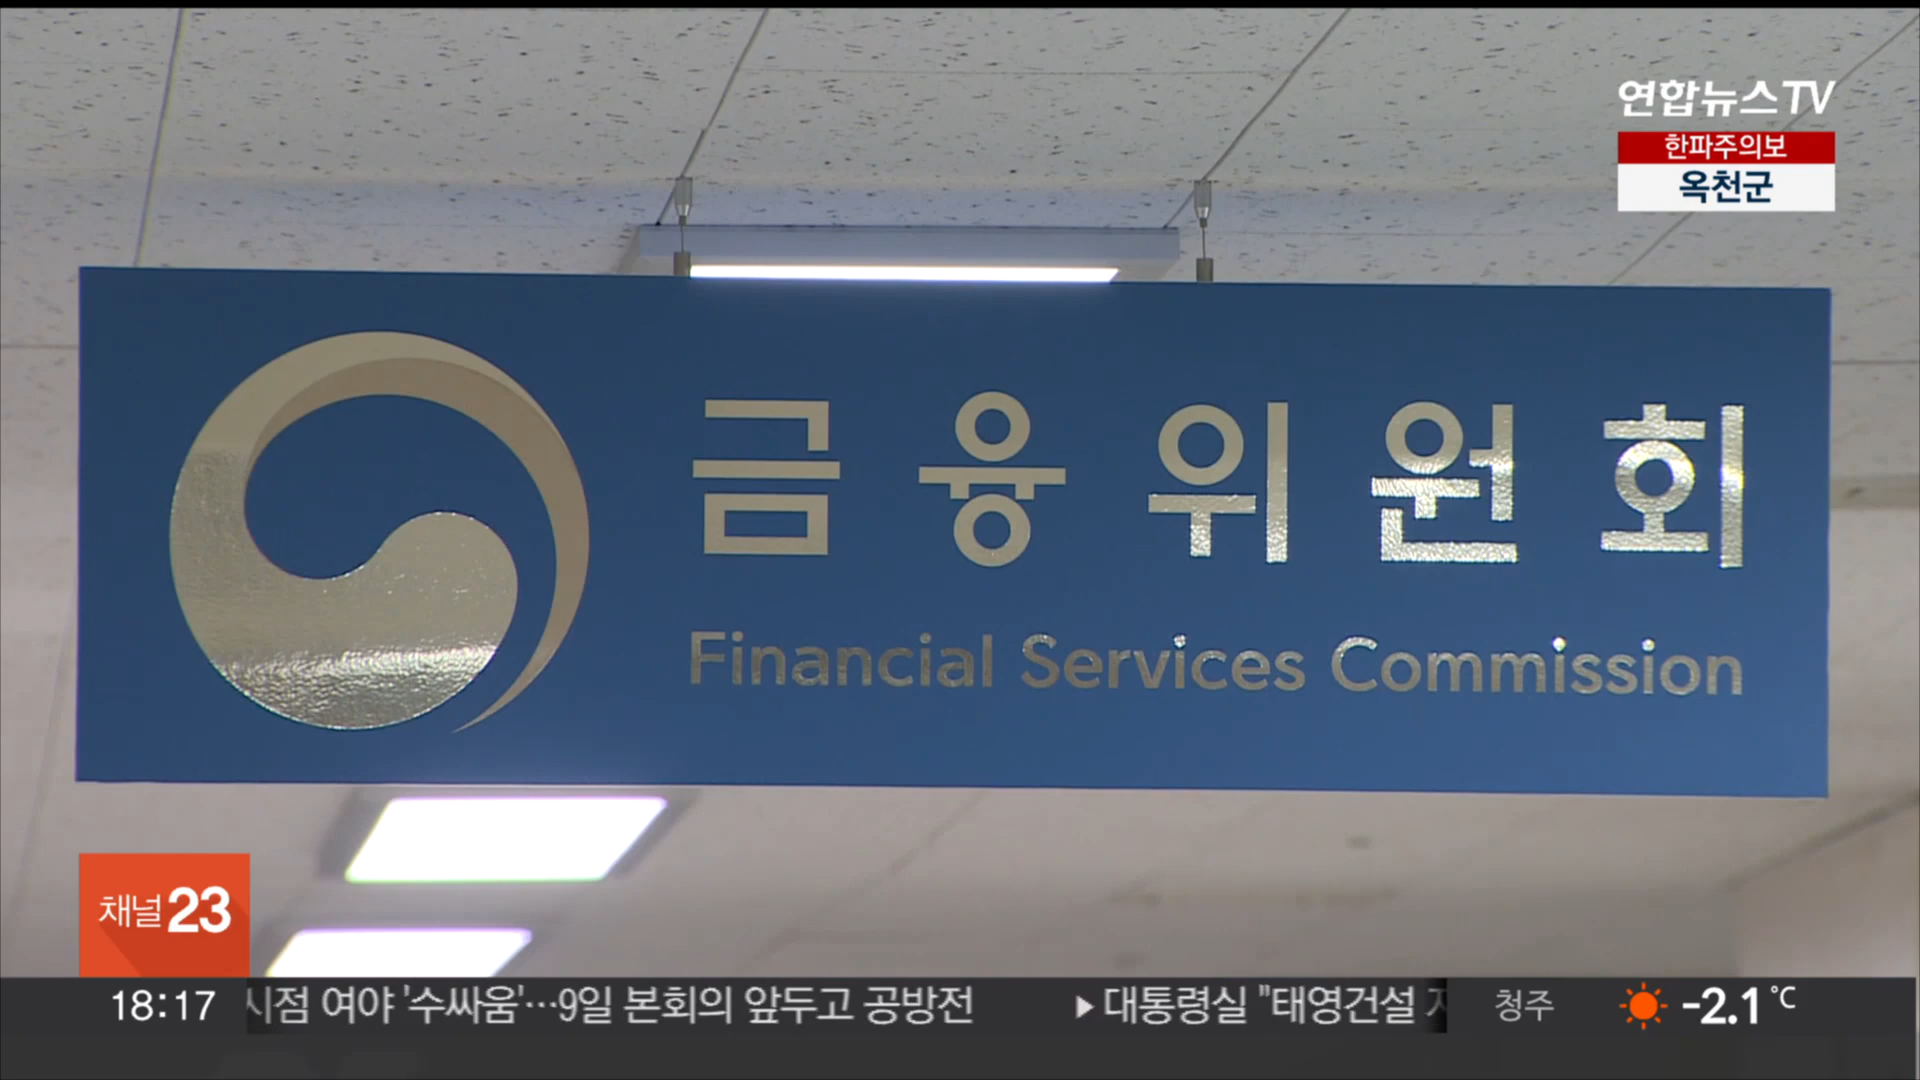 연합뉴스TV
한파주의보
옥천군
금융위원회
Financial Services Commission
채널 23
18:17 시점 여야 '수싸움'…9일 본회의 앞두고 공방전 ▶대통령실 "태영건설 청주 -2.1℃